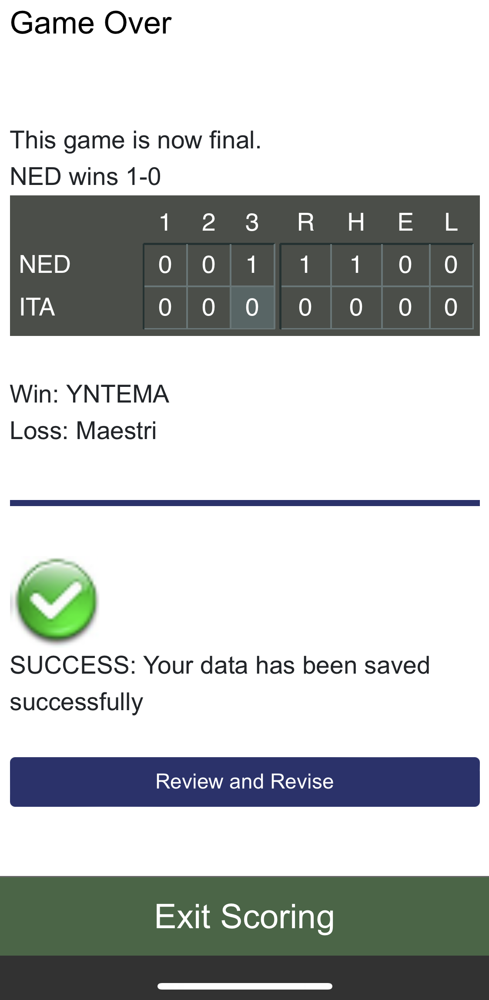 Game Over
This game is now final.
NED wins 1-0
1 2 3 R H E L
NED 0 0 1 1 1 0 0
ITA 0 0 0 0 0 0 0
Win: YNTEMA
Loss: Maestri
SUCCESS: Your data has been saved
successfully
Review and Revise
Exit Scoring